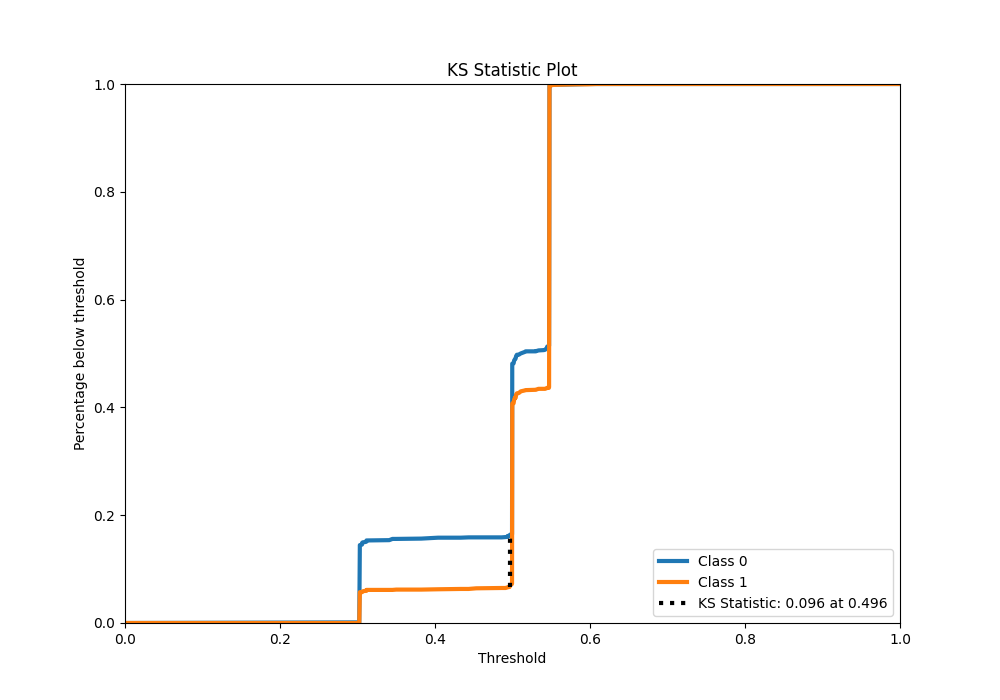 KS Statistic Plot
1.0
0.8
0.6
0.4
0.2
0.0
Percentage below threshold
0.0 0.2 0.4 0.6 0.8 1.0
Threshold
Class 0
Class 1
KS Statistic: 0.096 at 0.496